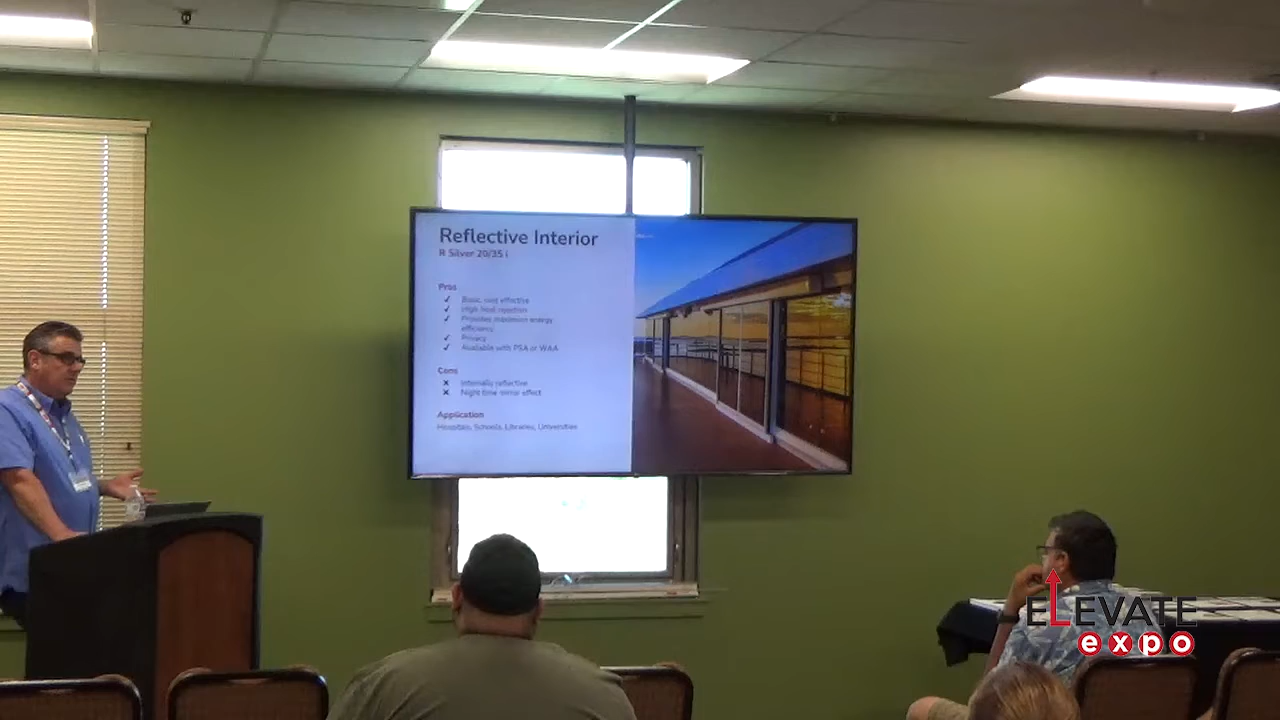 Reflective Interior
R Silver 20/35 i
Pros
✓ Basic, cost effective
✓ High heat rejection
✓ Provides maximum energy
efficiency
✓ Privacy
✓ Available with PSA or WAA
Cons
✕ Internally reflective
✕ Night time mirror effect
Application
Hospitals, Schools, Libraries, Universities
ELEVATE
expo